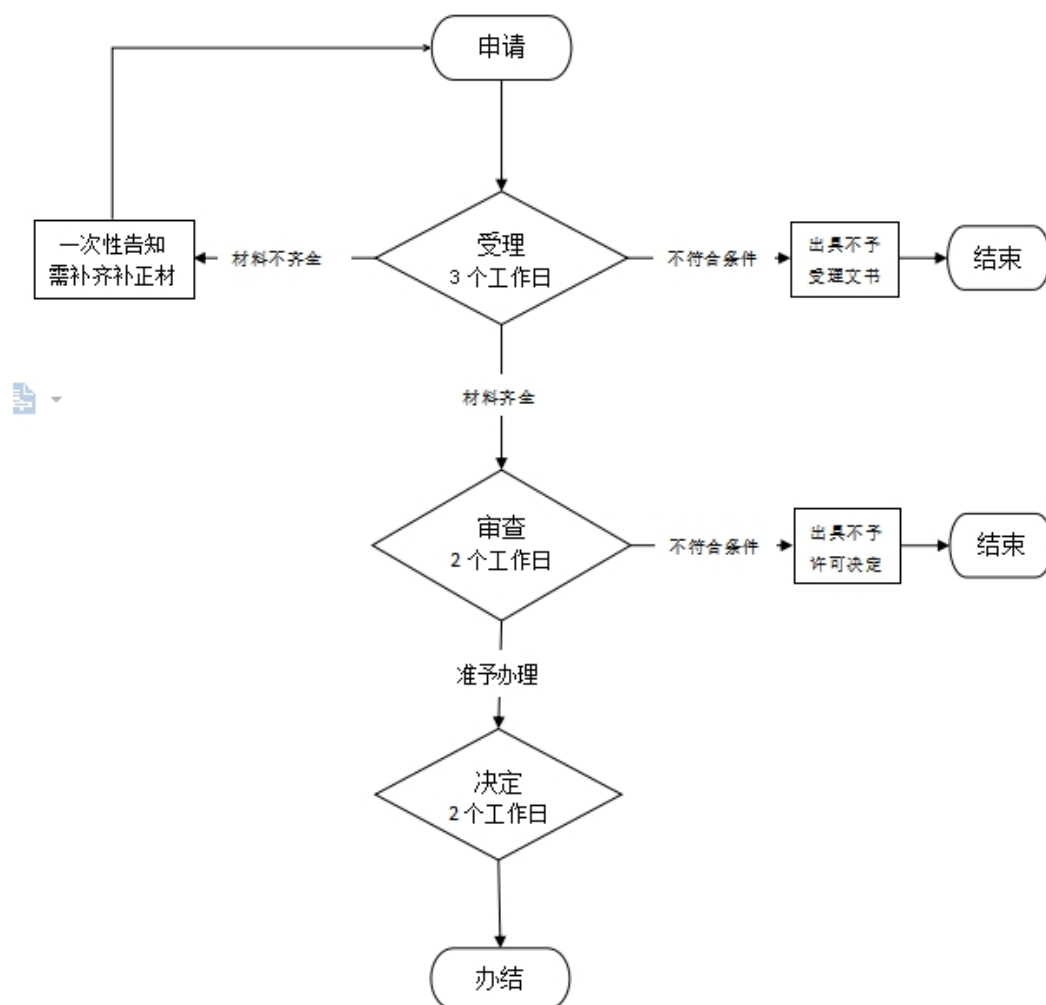 申请
受理
3 个工作日
一次性告知
需补齐补正材
材料不齐全
不符合条件
出具不予
受理文书
结束
材料齐全
审查
2 个工作日
不符合条件
出具不予
许可决定
结束
准予办理
决定
2 个工作日
办结